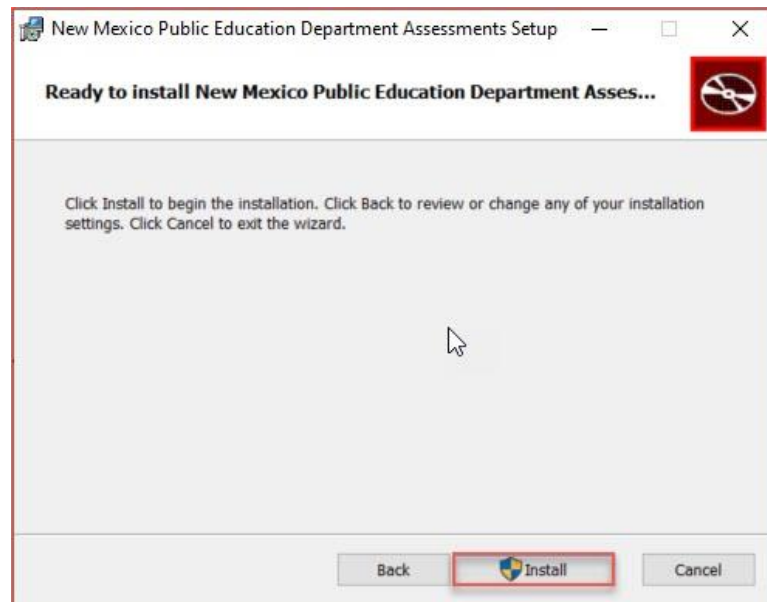 New Mexico Public Education Department Assessments Setup
Ready to install New Mexico Public Education Department Asses...
Click Install to begin the installation. Click Back to review or change any of your installation
settings. Click Cancel to exit the wizard.
Back Install Cancel